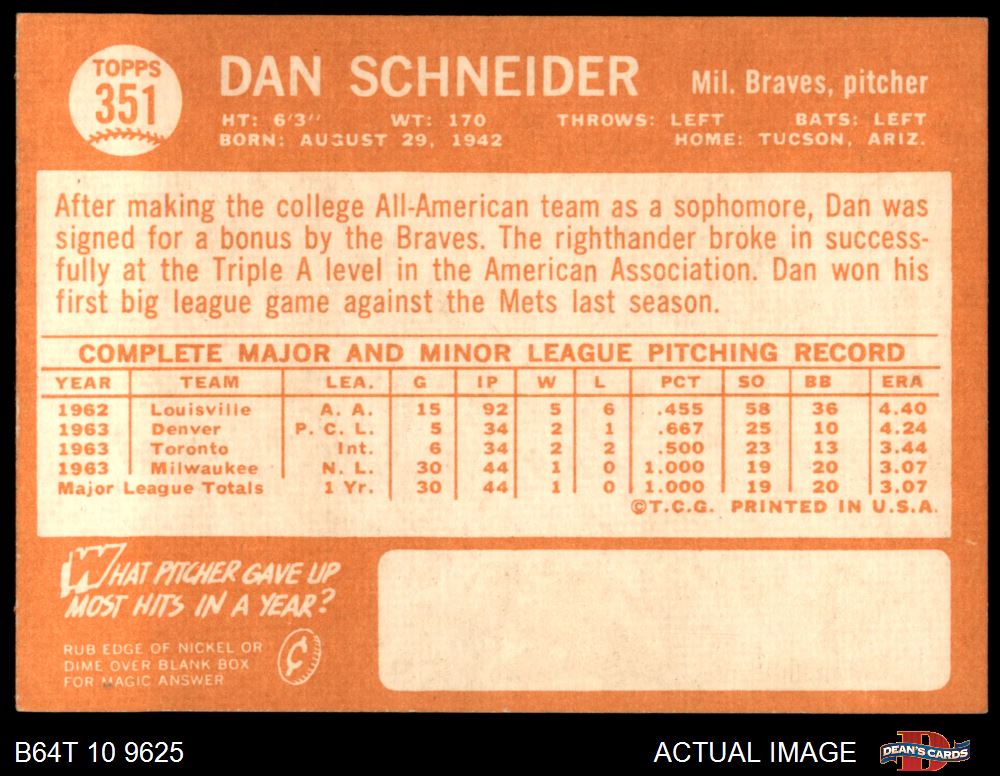 TOPPS
351
DAN SCHNEIDER Mil. Braves, pitcher
HT: 6'3" WT: 170 THROWS: LEFT BATS: LEFT
BORN: AUGUST 29, 1942 HOME: TUCSON, ARIZ.
After making the college All-American team as a sophomore, Dan was
signed for a bonus by the Braves. The righthander broke in success-
fully at the Triple A level in the American Association. Dan won his
first big league game against the Mets last season.
COMPLETE MAJOR AND MINOR LEAGUE PITCHING RECORD
YEAR TEAM LEA. G IP W L PCT SO BB ERA
1962 Louisville A. A. 15 92 5 6 .455 58 36 4.40
1963 Denver P. C. L. 5 34 2 1 .667 25 10 4.24
1963 Toronto Int. 6 34 2 2 .500 23 13 3.44
1963 Milwaukee N. L. 30 44 1 0 1.000 19 20 3.07
Major League Totals 1 Yr. 30 44 1 0 1.000 19 20 3.07
©T.C.G. PRINTED IN U.S.A.
WHAT PITCHER GAVE UP
MOST HITS IN A YEAR?
RUB EDGE OF NICKEL OR
DIME OVER BLANK BOX
FOR MAGIC ANSWER
¢
B64T 10 9625 ACTUAL IMAGE
D
DEAN'S CARDS